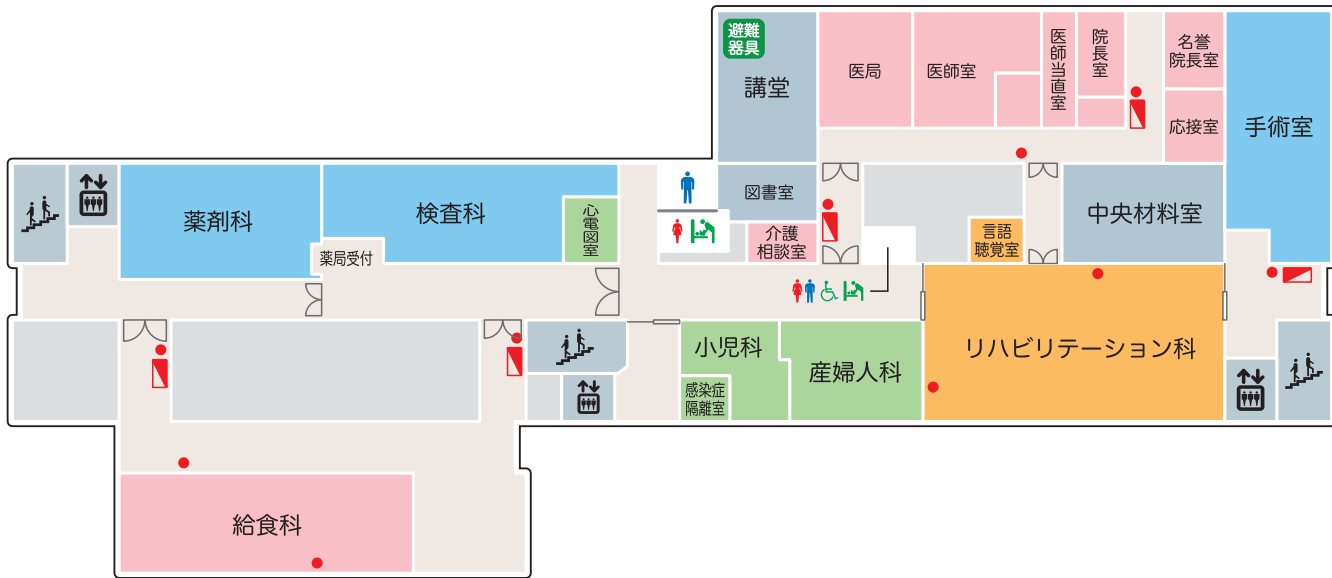 避難
器具
講堂
医局
医師室
医師当直室
院長室
名誉
院長室
応接室
手術室
薬剤科
検査科
心電図室
薬局受付
図書室
介護
相談室
言語
聴覚室
中央材料室
小児科
感染症
隔離室
産婦人科
リハビリテーション科
給食科